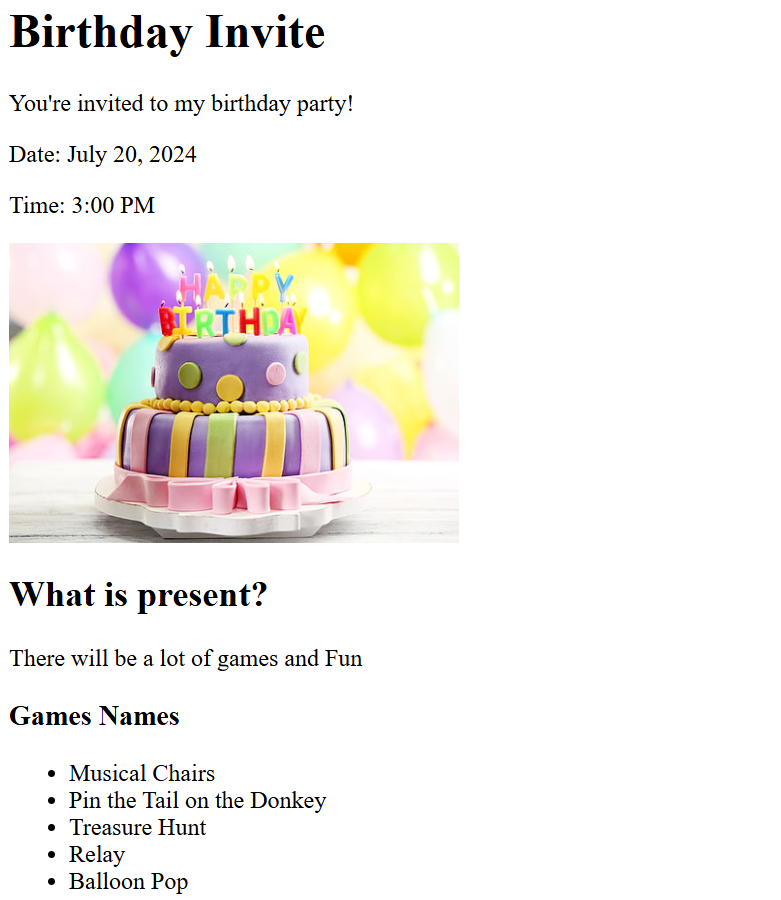 Birthday Invite
You're invited to my birthday party!
Date: July 20, 2024
Time: 3:00 PM
HAPPY
BIRTHDAY
What is present?
There will be a lot of games and Fun
Games Names
• Musical Chairs
• Pin the Tail on the Donkey
• Treasure Hunt
• Relay
• Balloon Pop